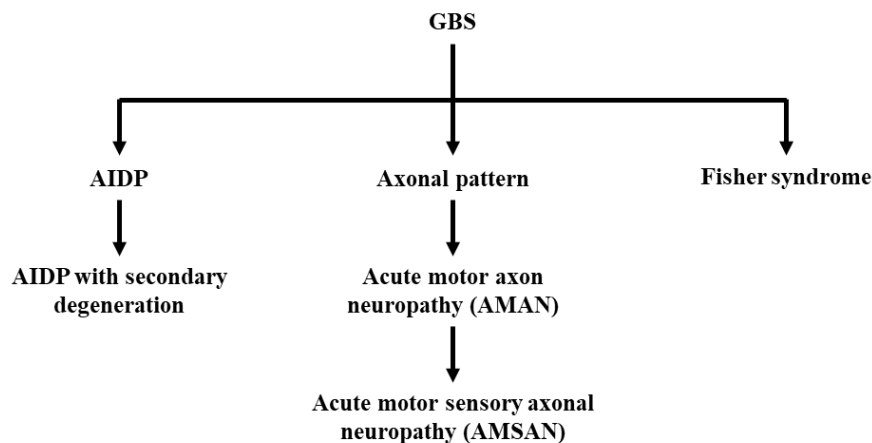 GBS
AIDP
Axonal pattern
Fisher syndrome
AIDP with secondary
degeneration
Acute motor axon
neuropathy (AMAN)
Acute motor sensory axonal
neuropathy (AMSAN)